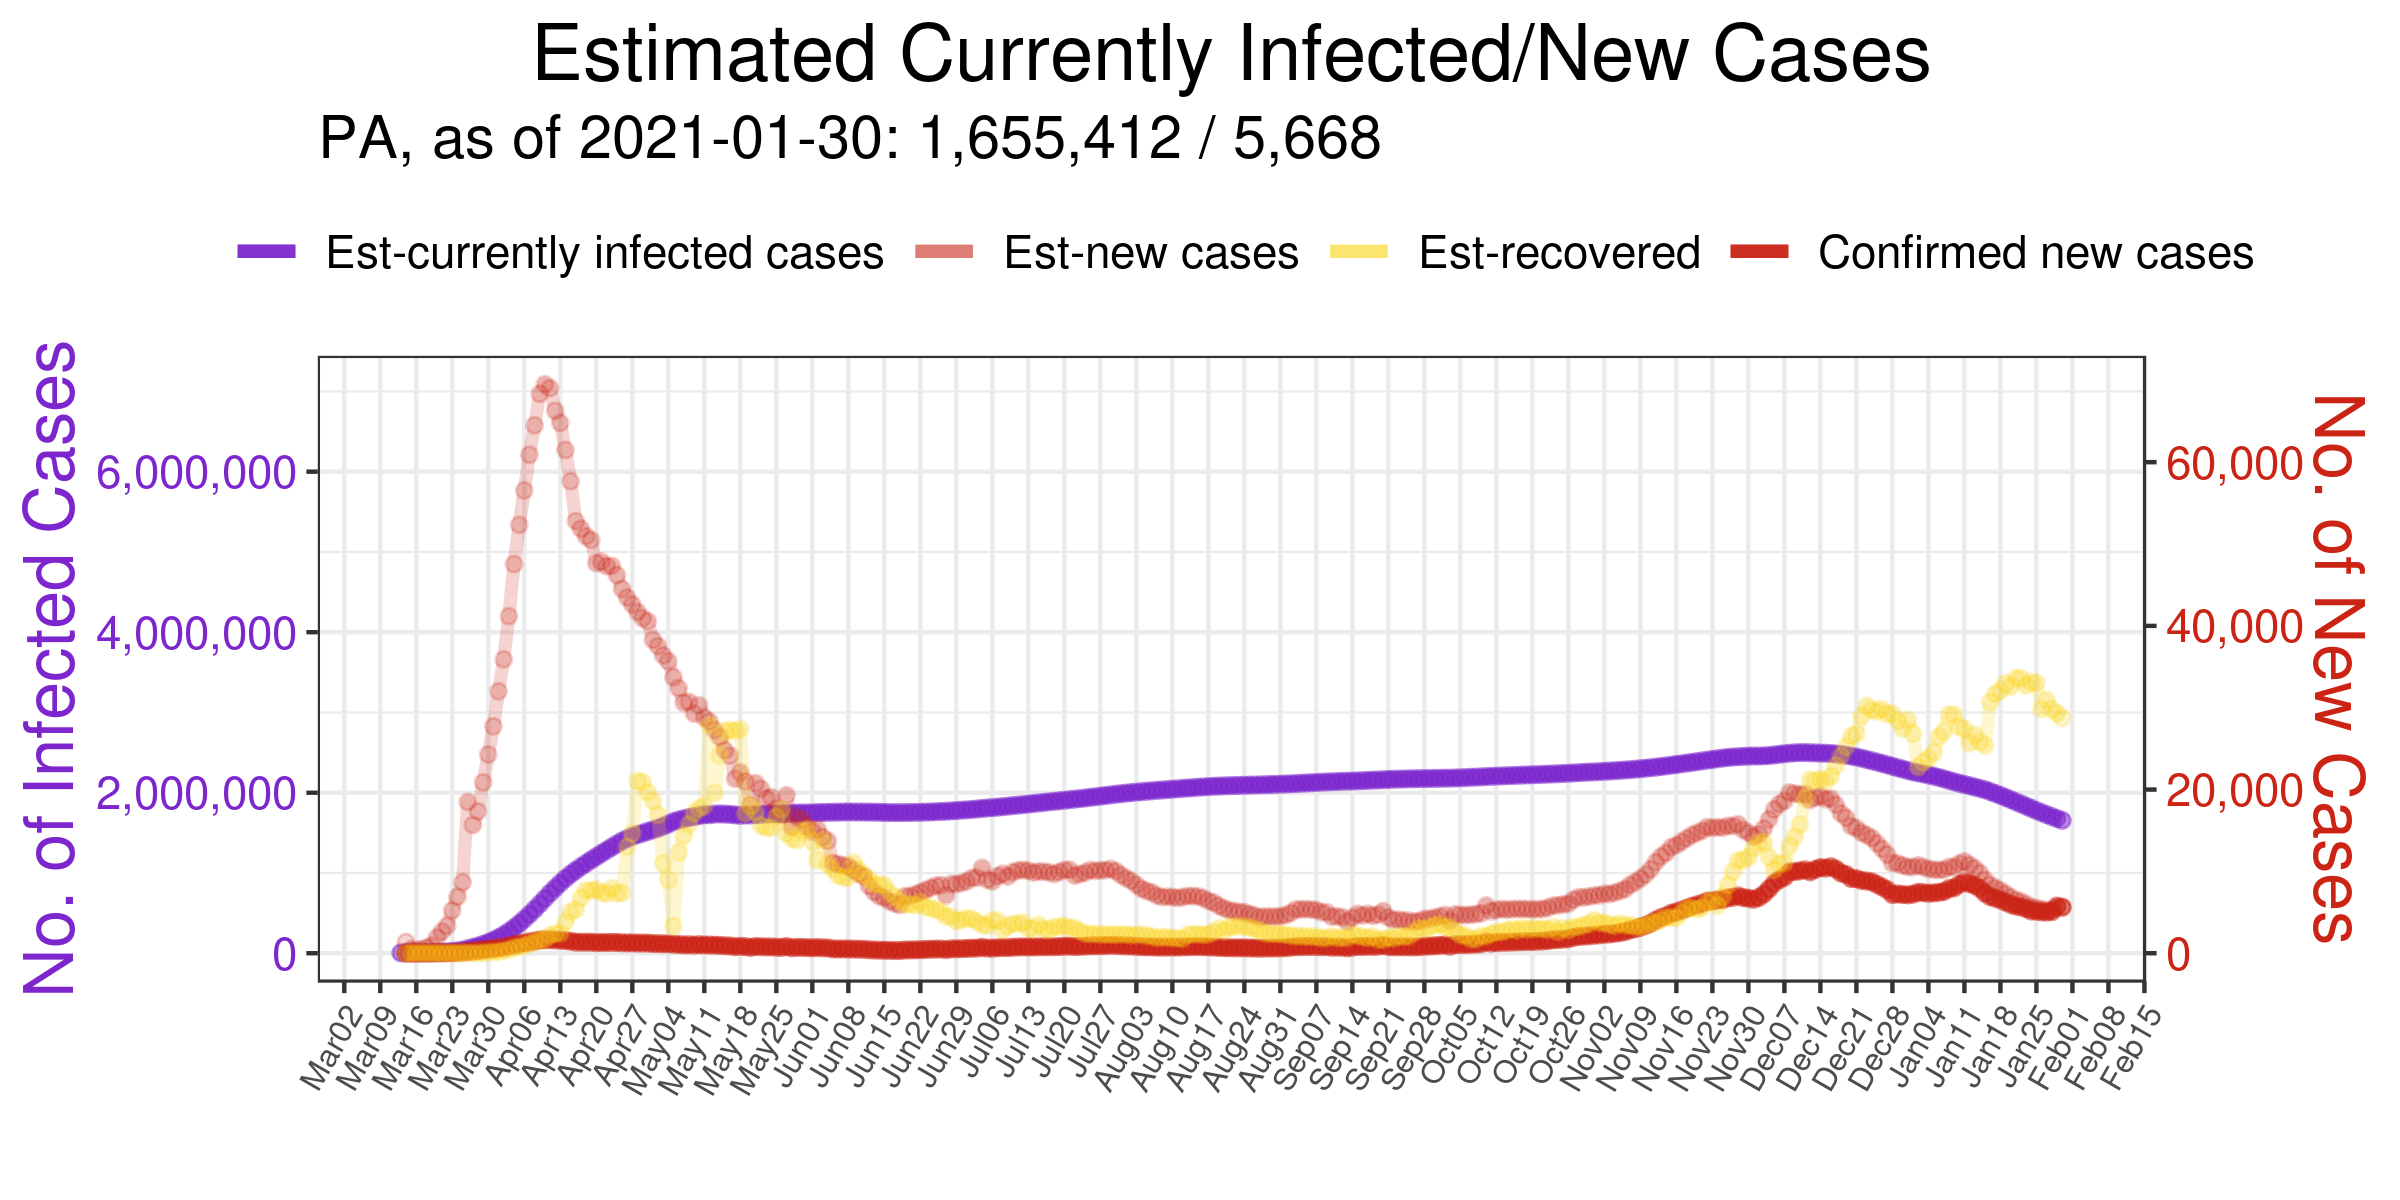 Estimated Currently Infected/New Cases
PA, as of 2021-01-30: 1,655,412 / 5,668
Est-currently infected cases Est-new cases Est-recovered Confirmed new cases
No. of Infected Cases
6,000,000
4,000,000
2,000,000
0
60,000
40,000
20,000
0
No. of New Cases
Mar02 Mar09 Mar16 Mar23 Mar30 Apr06 Apr13 Apr20 Apr27 May04 May11 May18 May25 Jun01 Jun08 Jun15 Jun22 Jun29 Jul06 Jul13 Jul20 Jul27 Aug03 Aug10 Aug17 Aug24 Aug31 Sep07 Sep14 Sep21 Sep28 Oct05 Oct12 Oct19 Oct26 Nov02 Nov09 Nov16 Nov23 Nov30 Dec07 Dec14 Dec21 Dec28 Jan04 Jan11 Jan18 Jan25 Feb01 Feb08 Feb15